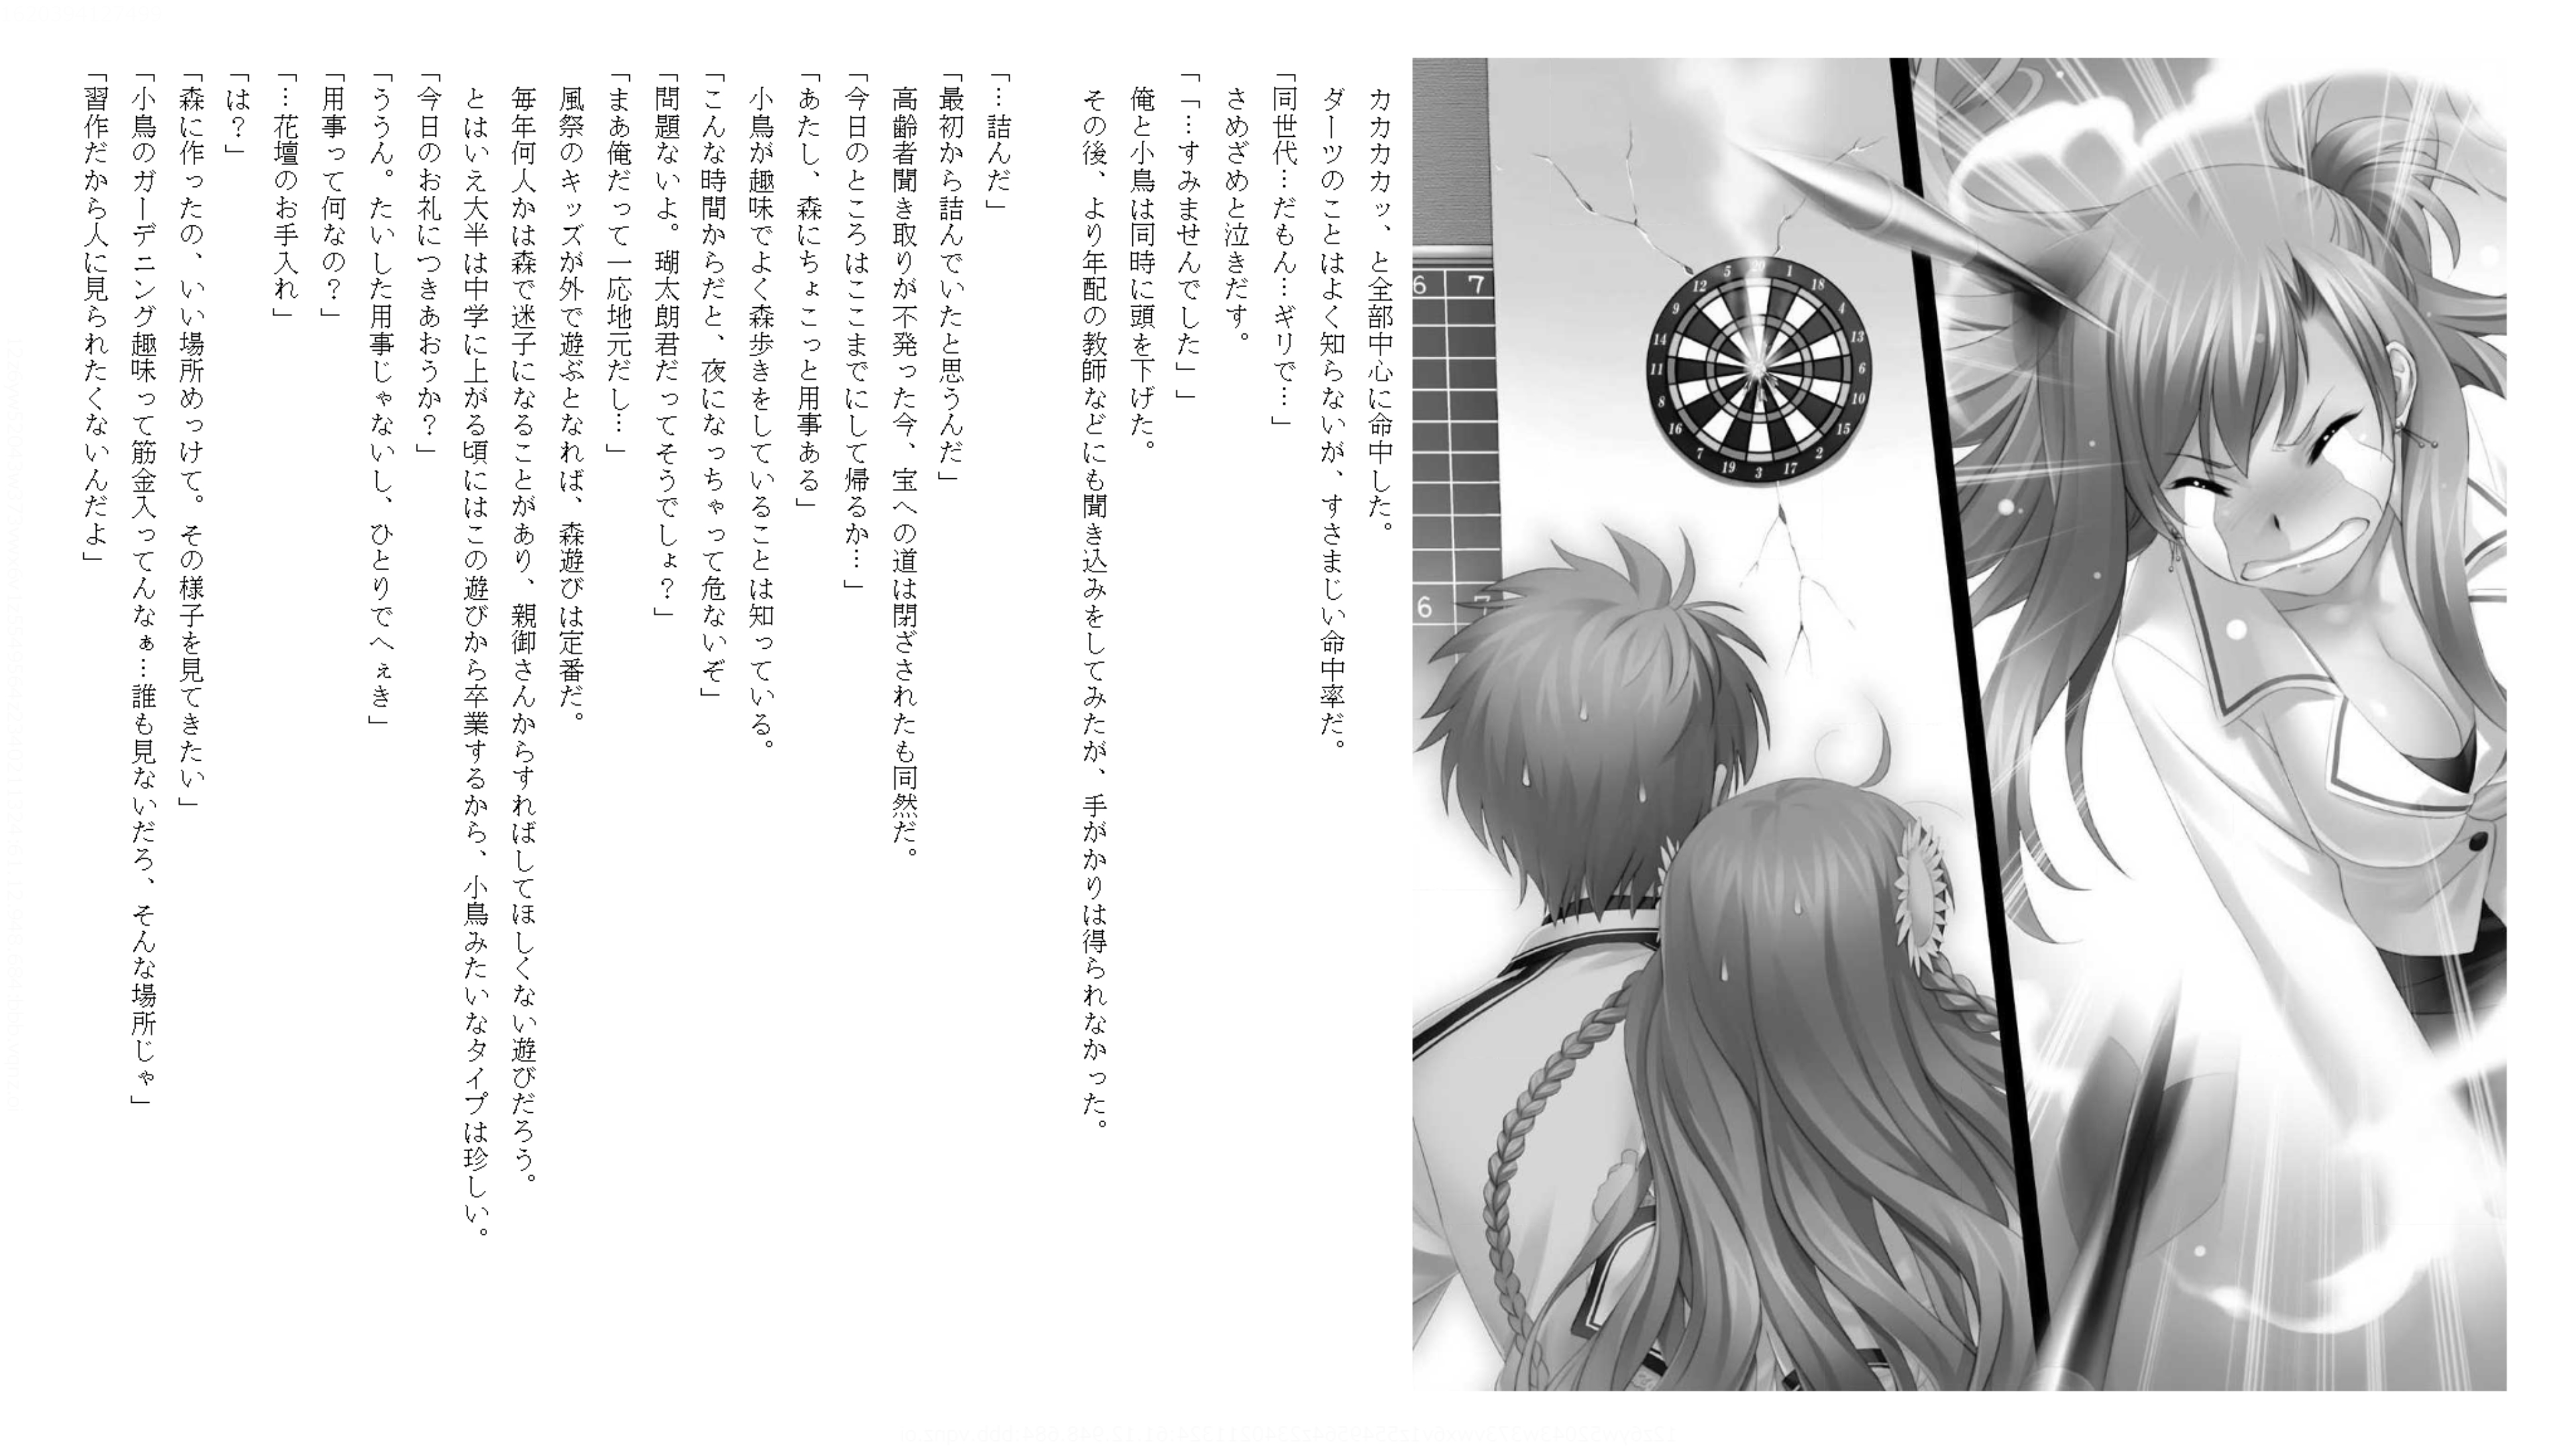 カカカカッ、と全部中心に命中した。
ダーツのことはよく知らないが、すさまじい命中率だ。
「同世代…だもん…ギリで…」
さめざめと泣きだす。
「「…すみませんでした」」
俺と小鳥は同時に頭を下げた。
その後、より年配の教師などにも聞き込みをしてみたが、手がかりは得られなかった。
「…詰んだ」
「最初から詰んでいたと思うんだ」
高齢者聞き取りが不発った今、宝への道は閉ざされたも同然だ。
「今日のところはここまでにして帰るか…」
「あたし、森にちょこっと用事ある」
小鳥が趣味でよく森歩きをしていることは知っている。
「こんな時間からだと、夜になっちゃって危ないぞ」
「問題ないよ。瑚太朗君だってそうでしょ？」
「まあ俺だって一応地元だし…」
風祭のキッズが外で遊ぶとなれば、森遊びは定番だ。
毎年何人かは森で迷子になることがあり、親御さんからすればしてほしくない遊びだろう。
とはいえ大半は中学に上がる頃にはこの遊びから卒業するから、小鳥みたいなタイプは珍しい。
「今日のお礼につきあおうか？」
「ううん。たいした用事じゃないし、ひとりでへぇき」
「用事って何なの？」
「…花壇のお手入れ」
「は？」
「森に作ったの、いい場所めっけて。その様子を見てきたい」
「小鳥のガーデニング趣味って筋金入ってんなぁ…誰も見ないだろ、そんな場所じゃ」
「習作だから人に見られたくないんだよ」
6 7
6 7
20 1 18 4 13 6 10 15 2 17 3 19 7 16 8 11 14 9 12 5